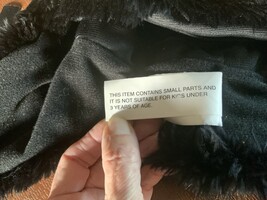 THIS ITEM CONTAINS SMALL PARTS AND
IT IS NOT SUITABLE FOR KIDS UNDER
3 YEARS OF AGE.